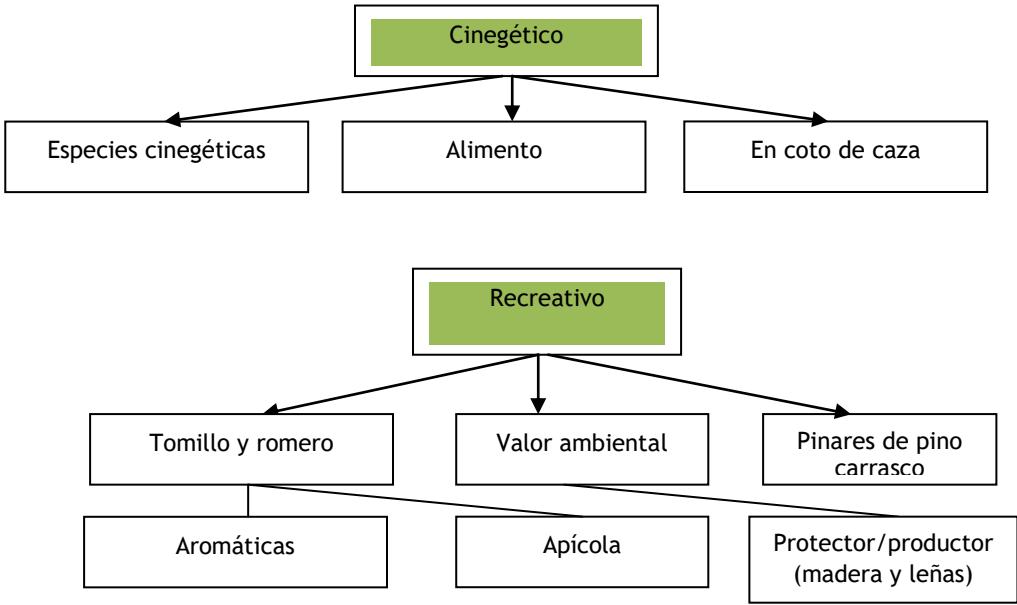 Cinegético
Especies cinegéticas
Alimento
En coto de caza
Recreativo
Tomillo y romero
Valor ambiental
Pinares de pino
carrasco
Aromáticas
Apícola
Protector/productor
(madera y leñas)